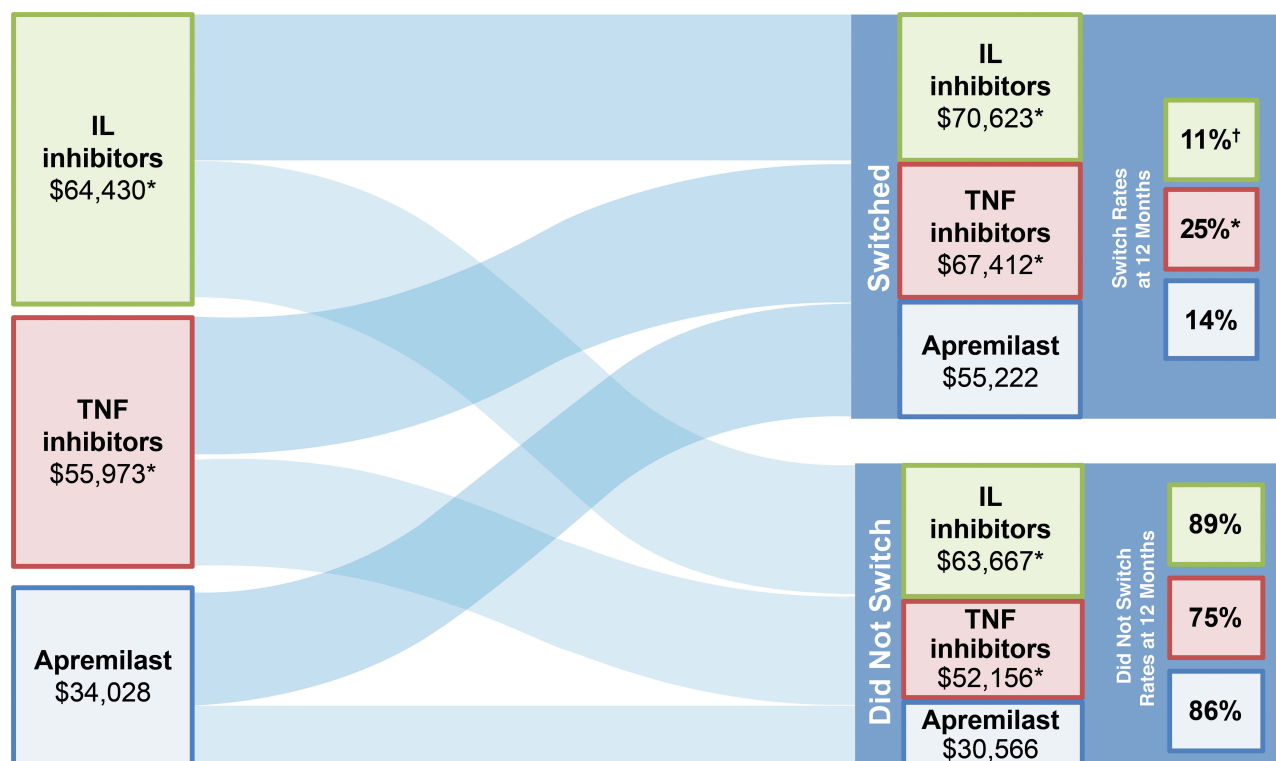 IL
inhibitors
$64,430*
TNF
inhibitors
$55,973*
Apremilast
$34,028
Switched
IL
inhibitors
$70,623*
TNF
inhibitors
$67,412*
Apremilast
$55,222
Switch Rates
at 12 Months
11%†
25%*
14%
Did Not Switch
IL
inhibitors
$63,667*
TNF
inhibitors
$52,156*
Apremilast
$30,566
Did Not Switch
Rates at 12 Months
89%
75%
86%